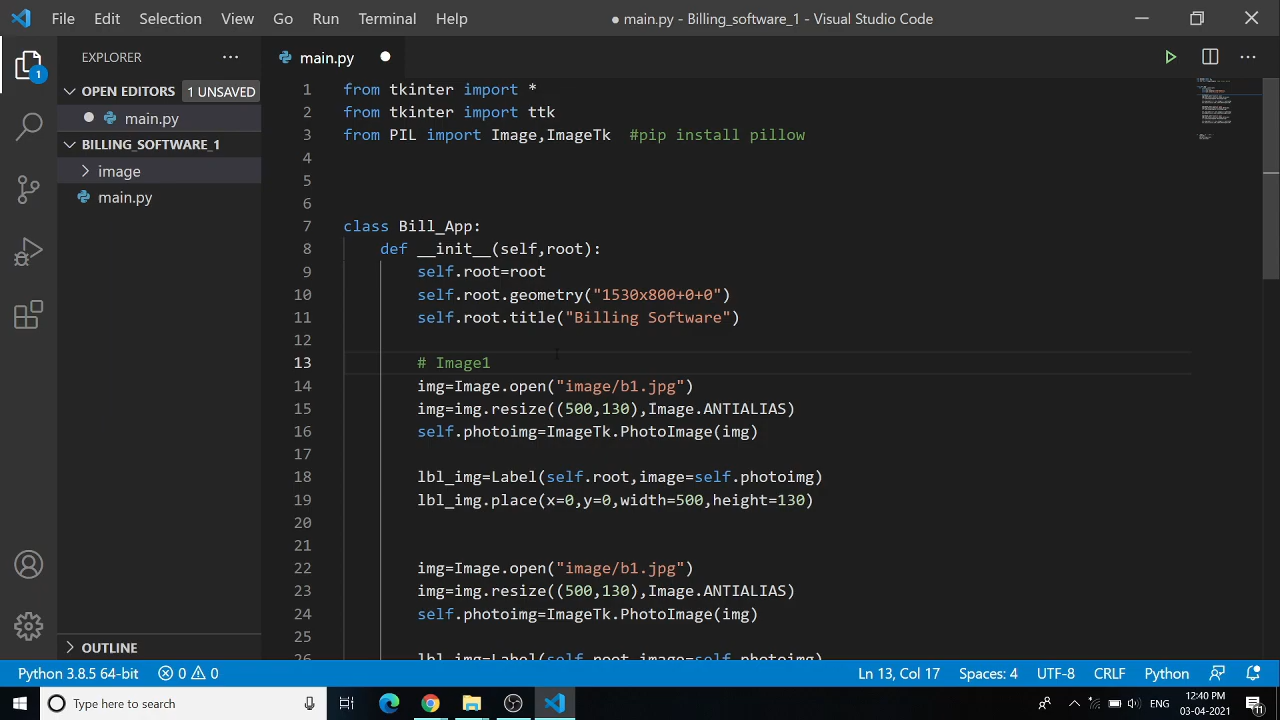 File Edit Selection View Go Run Terminal Help
● main.py - Billing_software_1 - Visual Studio Code
EXPLORER
main.py
OPEN EDITORS
1 UNSAVED
main.py
BILLING_SOFTWARE_1
image
main.py
1
1 from tkinter import *
2 from tkinter import ttk
3 from PIL import Image,ImageTk  #pip install pillow
4
5
6
7 class Bill_App:
8 def __init__(self,root):
9 self.root=root
10 self.root.geometry("1530x800+0+0")
11 self.root.title("Billing Software")
12
13 # Image1
14 img=Image.open("image/b1.jpg")
15 img=img.resize((500,130),Image.ANTIALIAS)
16 self.photoimg=ImageTk.PhotoImage(img)
17
18 lbl_img=Label(self.root,image=self.photoimg)
19 lbl_img.place(x=0,y=0,width=500,height=130)
20
21
22 img=Image.open("image/b1.jpg")
23 img=img.resize((500,130),Image.ANTIALIAS)
24 self.photoimg=ImageTk.PhotoImage(img)
25
26 lbl_img=Label(self.root,image=self.photoimg)
OUTLINE
Python 3.8.5 64-bit
0
0
Ln 13, Col 17
Spaces: 4
UTF-8
CRLF
Python
Type here to search
ENG
12:40 PM
03-04-2021
11